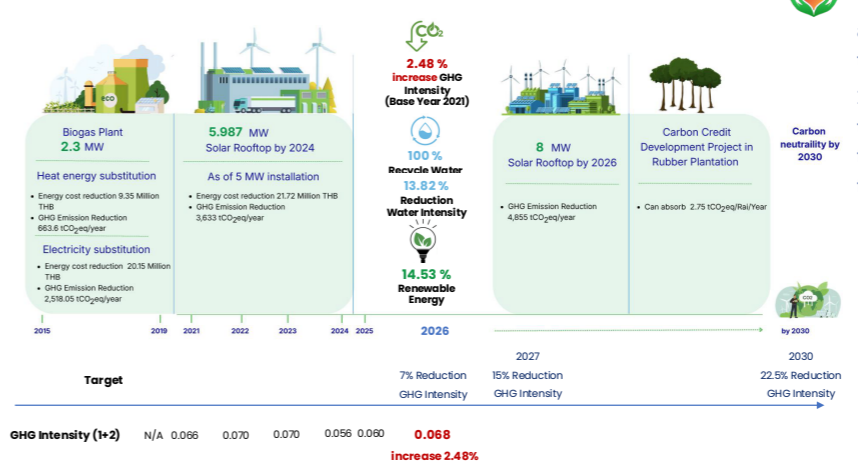 CO2
2.48 %
increase GHG
Intensity
(Base Year 2021)
eco
Biogas Plant
2.3 MW
Heat energy substitution
• Energy cost reduction 9.35 Million
THB
• GHG Emission Reduction
663.6 tCO2eq/year
Electricity substitution
• Energy cost reduction 20.15 Million
THB
• GHG Emission Reduction
2,518.05 tCO2eq/year
5.987 MW
Solar Rooftop by 2024
As of 5 MW installation
• Energy cost reduction 21.72 Million THB
• GHG Emission Reduction
3,633 tCO2eq/year
100 %
Recycle Water
13.82 %
Reduction
Water Intensity
14.53 %
Renewable
Energy
8 MW
Solar Rooftop by 2026
• GHG Emission Reduction
4,855 tCO2eq/year
Carbon Credit
Development Project in
Rubber Plantation
• Can absorb 2.75 tCO2eq/Rai/Year
Carbon
neutraility by
2030
CO2
2015 2019 2021 2022 2023 2024 2025 2026 by 2030
Target
7% Reduction
GHG Intensity
2027
15% Reduction
GHG Intensity
2030
22.5% Reduction
GHG Intensity
GHG Intensity (1+2) N/A 0.066 0.070 0.070 0.056 0.060 0.068
increase 2.48%